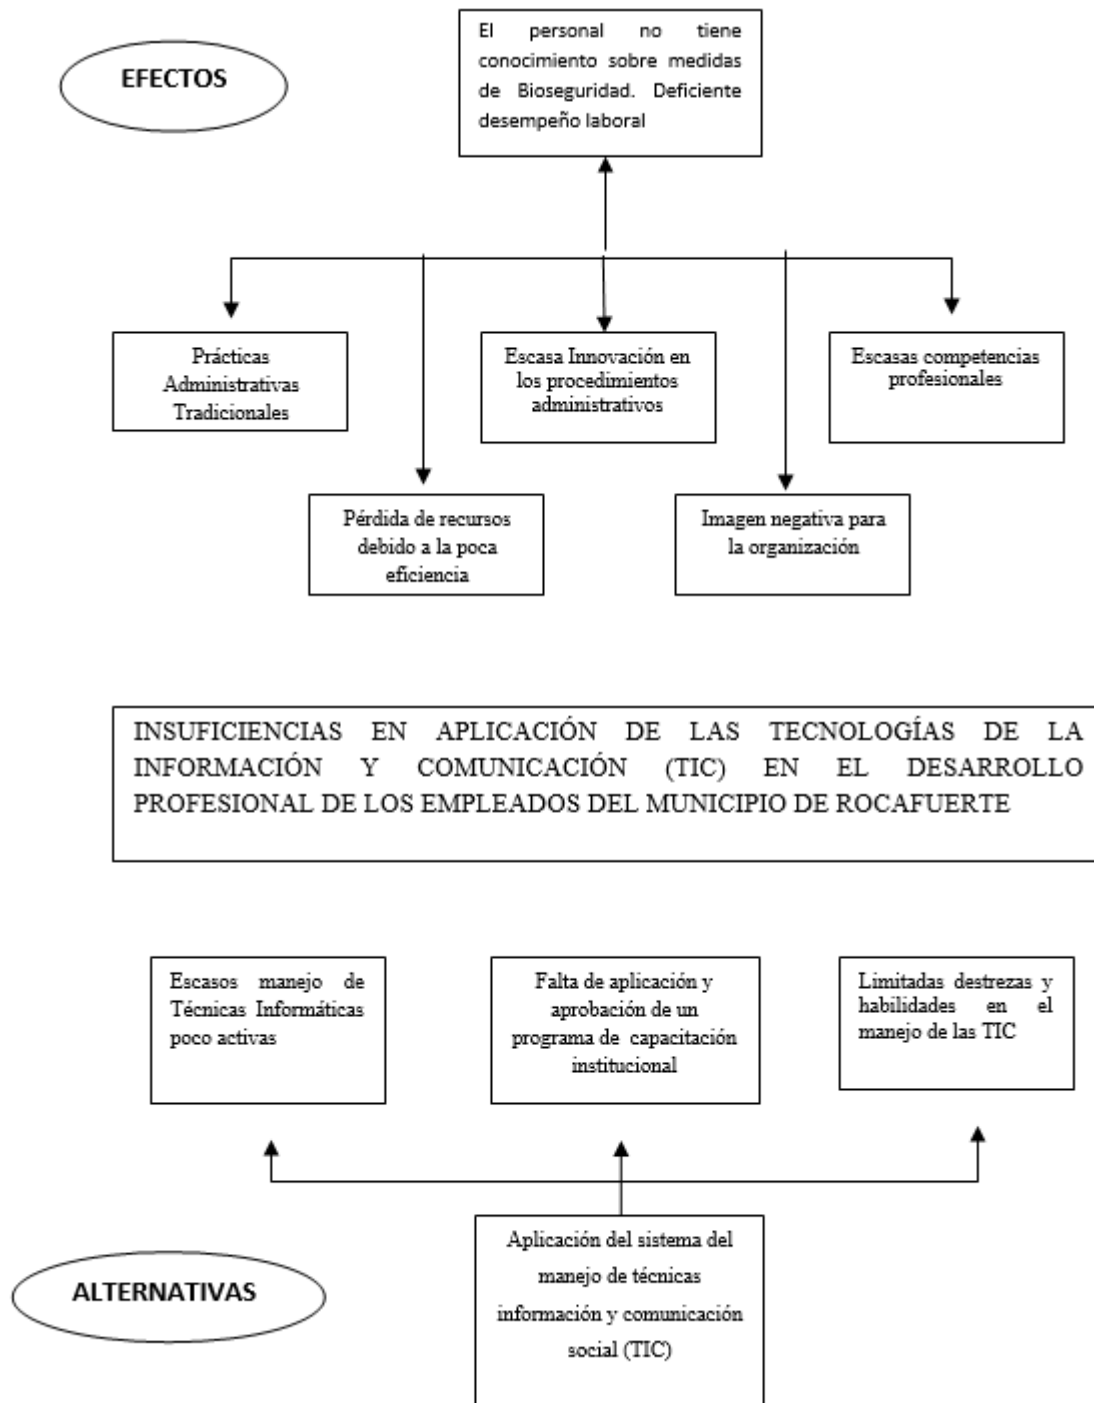 EFECTOS
El personal no tiene
conocimiento sobre medidas
de Bioseguridad. Deficiente
desempeño laboral
Prácticas
Administrativas
Tradicionales
Escasa Innovación en
los procedimientos
administrativos
Escasas competencias
profesionales
Pérdida de recursos
debido a la poca
eficiencia
Imagen negativa para
la organización
INSUFICIENCIAS EN APLICACIÓN DE LAS TECNOLOGÍAS DE LA
INFORMACIÓN Y COMUNICACIÓN (TIC) EN EL DESARROLLO
PROFESIONAL DE LOS EMPLEADOS DEL MUNICIPIO DE ROCAFUERTE
Escasos manejo de
Técnicas Informáticas
poco activas
Falta de aplicación y
aprobación de un
programa de capacitación
institucional
Limitadas destrezas y
habilidades en el
manejo de las TIC
ALTERNATIVAS
Aplicación del sistema del
manejo de técnicas
información y comunicación
social (TIC)